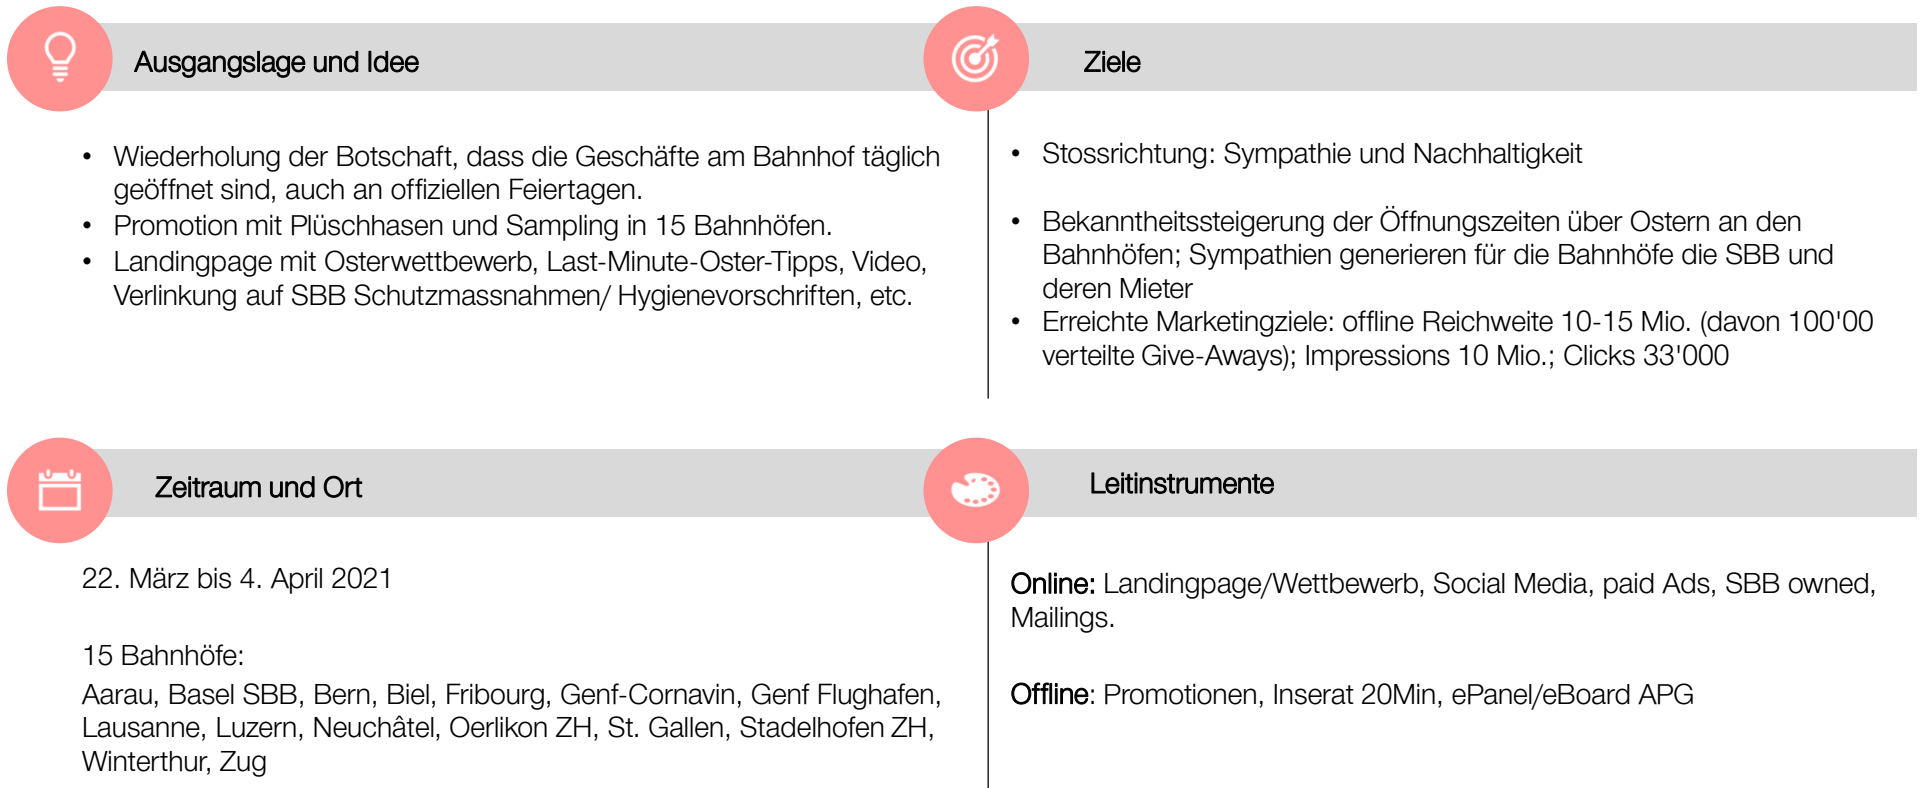 Ausgangslage und Idee
• Wiederholung der Botschaft, dass die Geschäfte am Bahnhof täglich
geöffnet sind, auch an offiziellen Feiertagen.
• Promotion mit Plüschhasen und Sampling in 15 Bahnhöfen.
• Landingpage mit Osterwettbewerb, Last-Minute-Oster-Tipps, Video,
Verlinkung auf SBB Schutzmassnahmen/ Hygienevorschriften, etc.
Ziele
• Stossrichtung: Sympathie und Nachhaltigkeit
• Bekanntheitssteigerung der Öffnungszeiten über Ostern an den
Bahnhöfen; Sympathien generieren für die Bahnhöfe die SBB und
deren Mieter
• Erreichte Marketingziele: offline Reichweite 10-15 Mio. (davon 100'00
verteilte Give-Aways); Impressions 10 Mio.; Clicks 33'000
Zeitraum und Ort
22. März bis 4. April 2021
15 Bahnhöfe:
Aarau, Basel SBB, Bern, Biel, Fribourg, Genf-Cornavin, Genf Flughafen,
Lausanne, Luzern, Neuchâtel, Oerlikon ZH, St. Gallen, Stadelhofen ZH,
Winterthur, Zug
Leitinstrumente
Online: Landingpage/Wettbewerb, Social Media, paid Ads, SBB owned,
Mailings.
Offline: Promotionen, Inserat 20Min, ePanel/eBoard APG